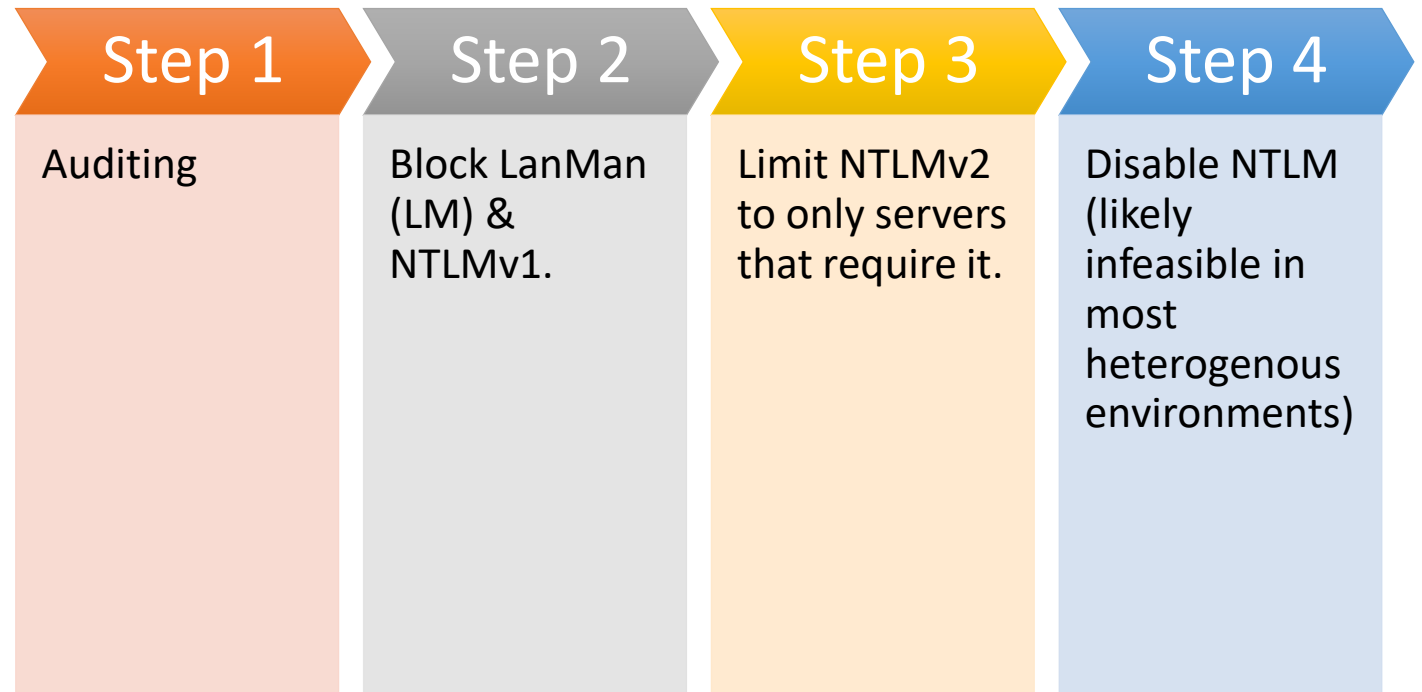 Step 1
Auditing
Step 2
Block LanMan
(LM) &
NTLMv1.
Step 3
Limit NTLMv2
to only servers
that require it.
Step 4
Disable NTLM
(likely
infeasible in
most
heterogenous
environments)